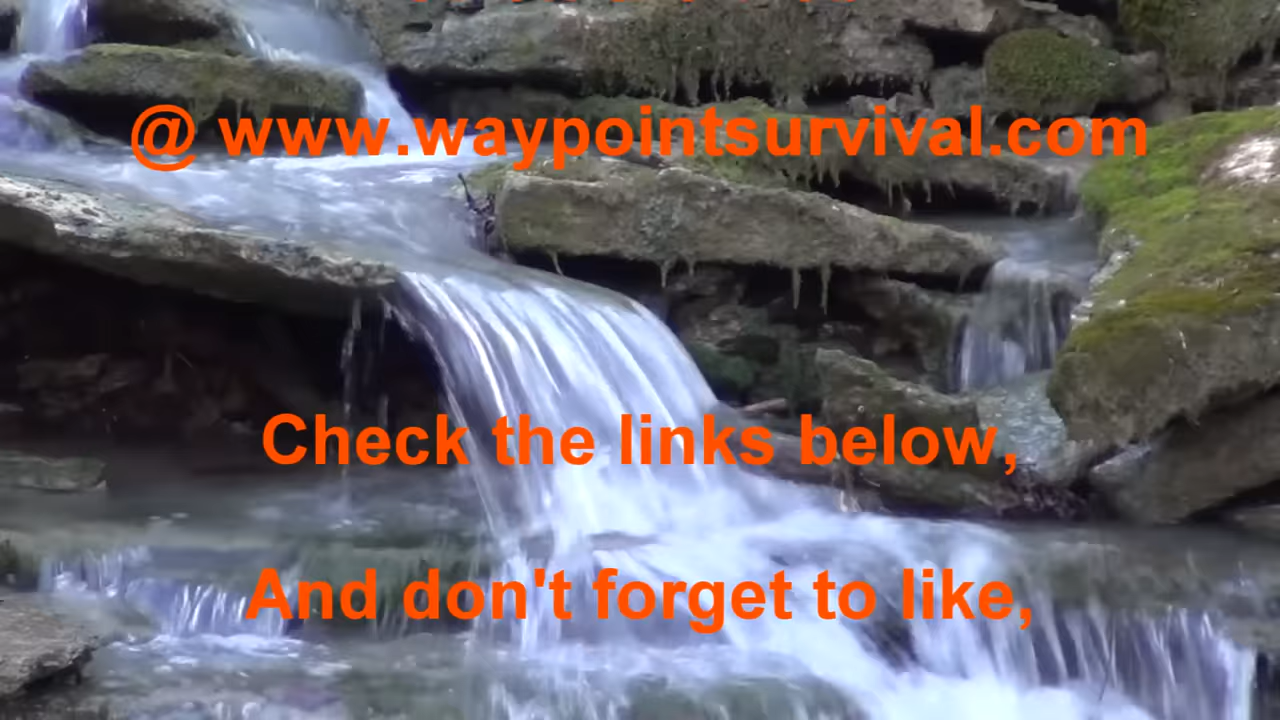 @ www.waypointsurvival.com
Check the links below,
And don't forget to like,